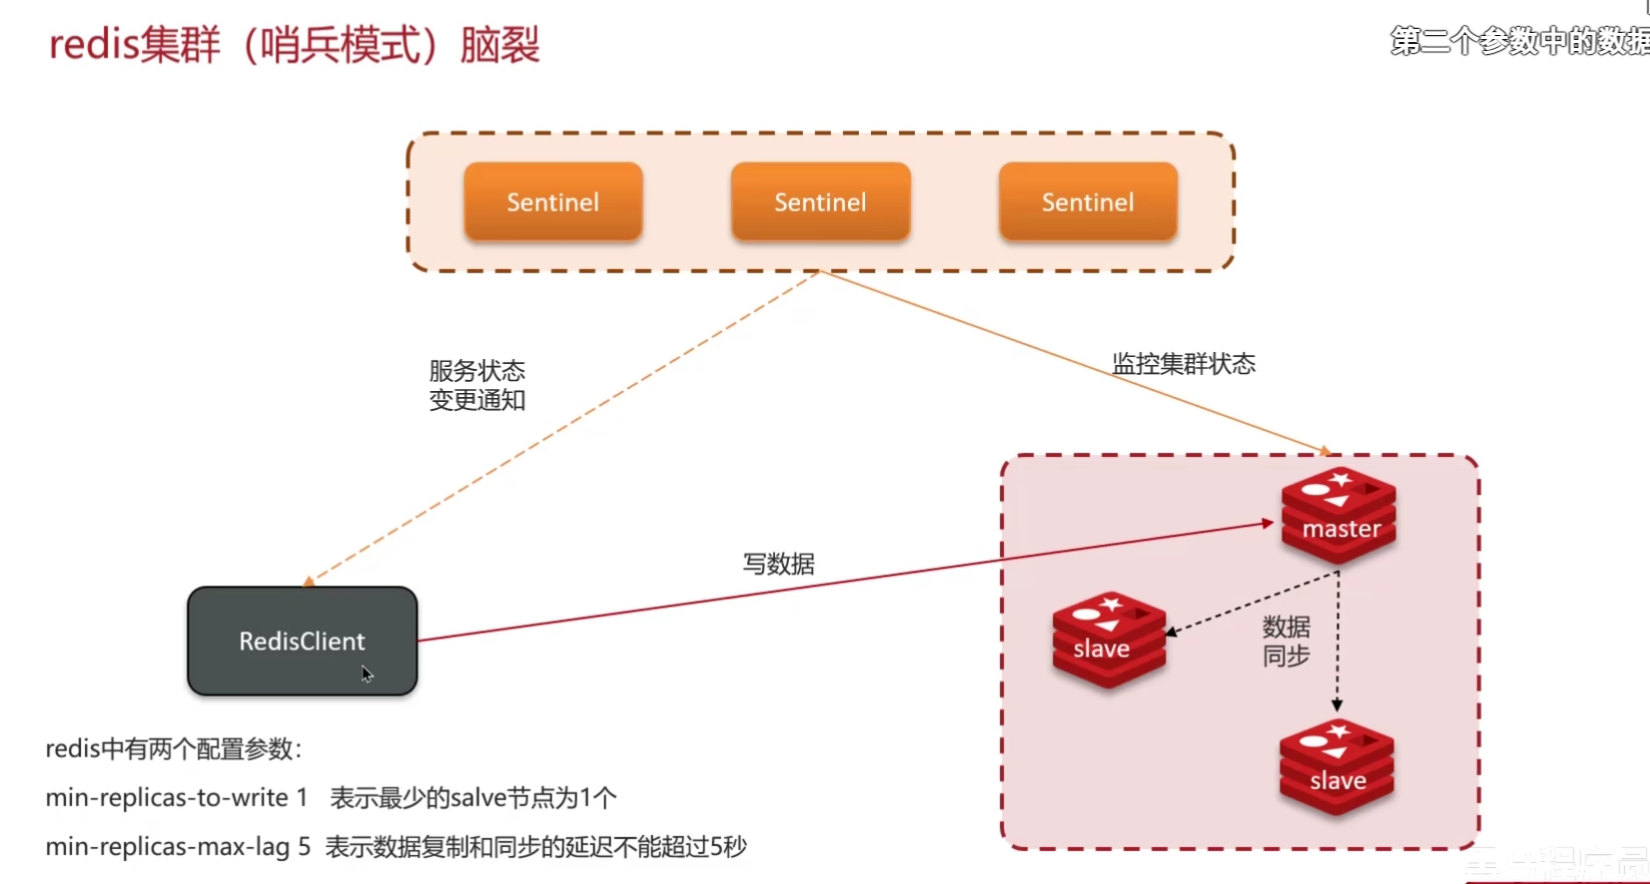 redis集群（哨兵模式）脑裂
第二个参数中的数据
Sentinel
Sentinel
Sentinel
服务状态
变更通知
监控集群状态
master
写数据
slave
数据
同步
RedisClient
slave
redis中有两个配置参数：
min-replicas-to-write 1 表示最少的salve节点为1个
min-replicas-max-lag 5 表示数据复制和同步的延迟不能超过5秒